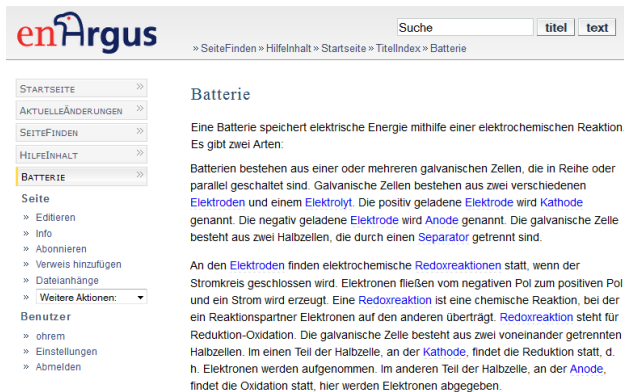 enArgus
Suche titel text
» SeiteFinden » HilfeInhalt » Startseite » TitelIndex » Batterie
STARTSEITE »
AKTUELLEÄNDERUNGEN »
SEITEFINDEN »
HILFEINHALT »
BATTERIE »
Seite
» Editieren
» Info
» Abonnieren
» Verweis hinzufügen
» Dateianhänge
» Weitere Aktionen:
Benutzer
» ohrem
» Einstellungen
» Abmelden
Batterie
Eine Batterie speichert elektrische Energie mithilfe einer elektrochemischen Reaktion.
Es gibt zwei Arten:
Batterien bestehen aus einer oder mehreren galvanischen Zellen, die in Reihe oder
parallel geschaltet sind. Galvanische Zellen bestehen aus zwei verschiedenen
Elektroden und einem Elektrolyt. Die positiv geladene Elektrode wird Kathode
genannt. Die negativ geladene Elektrode wird Anode genannt. Die galvanische Zelle
besteht aus zwei Halbzellen, die durch einen Separator getrennt sind.
An den Elektroden finden elektrochemische Redoxreaktionen statt, wenn der
Stromkreis geschlossen wird. Elektronen fließen vom negativen Pol zum positiven Pol
und ein Strom wird erzeugt. Eine Redoxreaktion ist eine chemische Reaktion, bei der
ein Reaktionspartner Elektronen auf den anderen überträgt. Redoxreaktion steht für
Reduktion-Oxidation. Die galvanische Zelle besteht aus zwei voneinander getrennten
Halbzellen. Im einen Teil der Halbzelle, an der Kathode, findet die Reduktion statt, d.
h. Elektronen werden aufgenommen. Im anderen Teil der Halbzelle, an der Anode,
findet die Oxidation statt, hier werden Elektronen abgegeben.